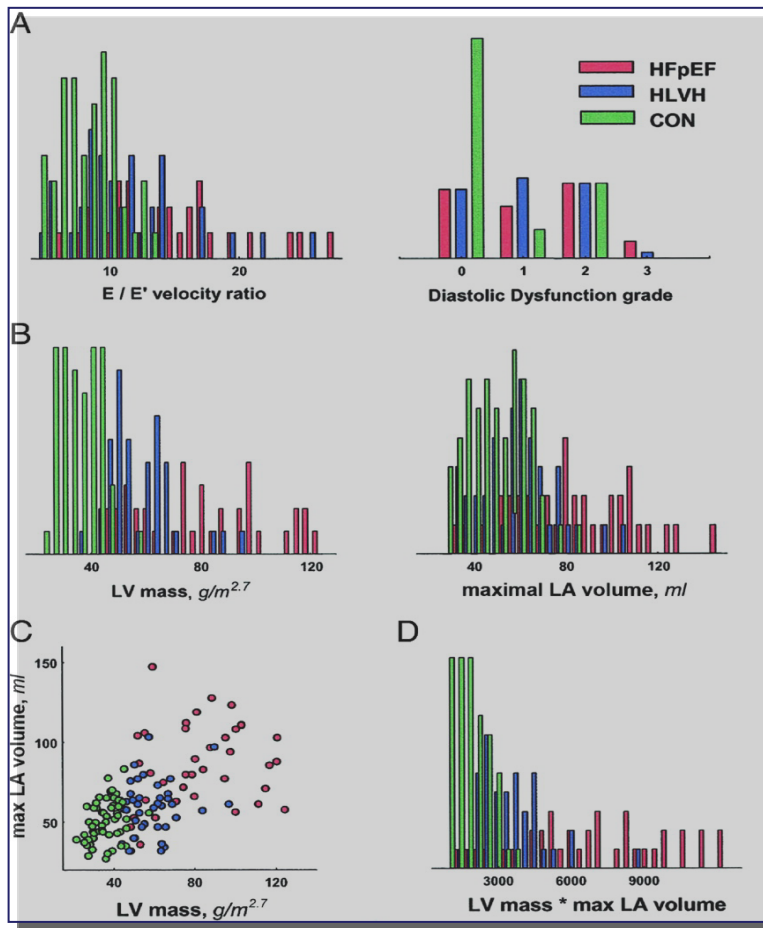 A
HFpEF
HLVH
CON
10 20
E / E' velocity ratio
0 1 2 3
Diastolic Dysfunction grade
B
40 80 120
LV mass, g/m2.7
40 80 120
maximal LA volume, ml
C
150
100
50
max LA volume, ml
40 80 120
LV mass, g/m2.7
D
3000 6000 9000
LV mass * max LA volume